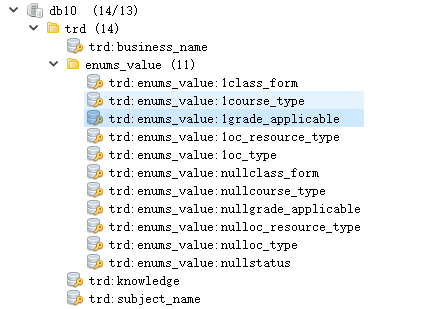 db10 (14/13)
trd (14)
trd:business_name
enums_value (11)
trd:enums_value:1class_form
trd:enums_value:1course_type
trd:enums_value:1grade_applicable
trd:enums_value:1oc_resource_type
trd:enums_value:1oc_type
trd:enums_value:nullclass_form
trd:enums_value:nullcourse_type
trd:enums_value:nullgrade_applicable
trd:enums_value:nulloc_resource_type
trd:enums_value:nulloc_type
trd:enums_value:nullstatus
trd:knowledge
trd:subject_name